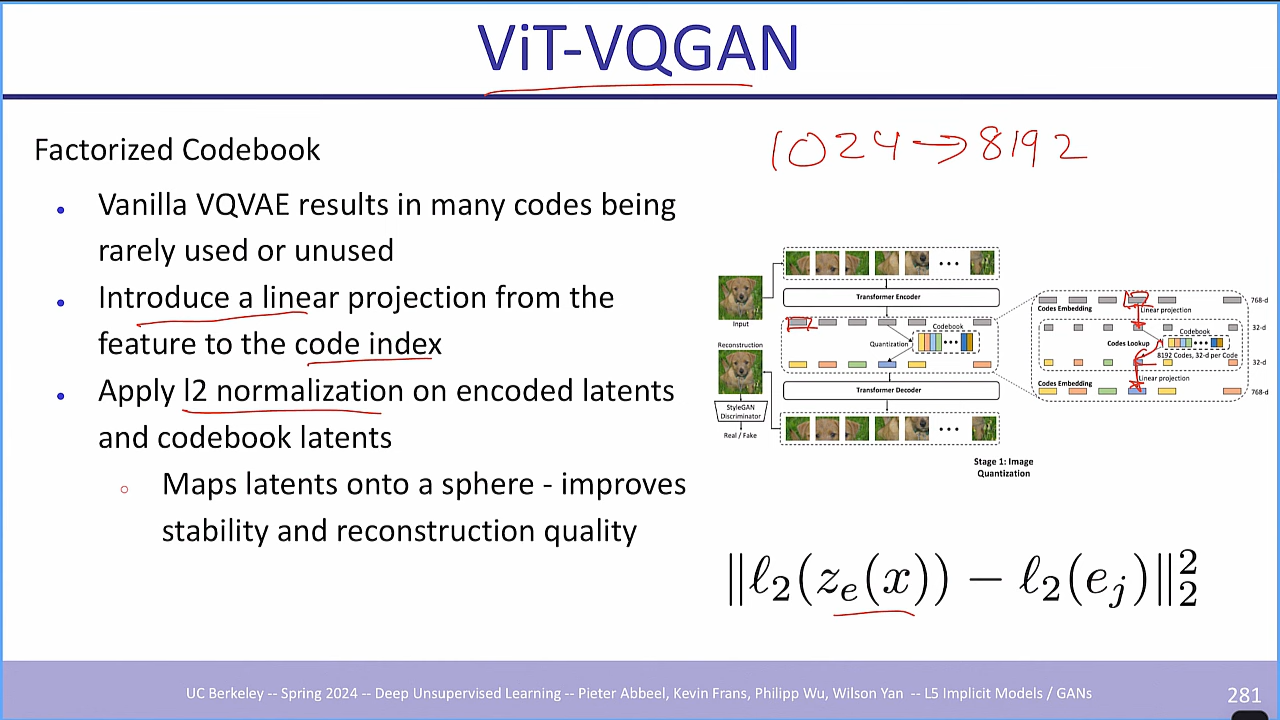 ViT-VQGAN
Factorized Codebook
1024 → 8192
• Vanilla VQVAE results in many codes being
rarely used or unused
• Introduce a linear projection from the
feature to the code index
• Apply l2 normalization on encoded latents
and codebook latents
○ Maps latents onto a sphere - improves
stability and reconstruction quality
Input
Transformer Encoder
Codebook
Quantization
Reconstruction
Transformer Decoder
StyleGAN
Discriminator
Real / Fake
Codes Embedding
768-d
Linear projection
32-d
Codebook
Codes Lookup
8192 Codes, 32-d per Code
32-d
Linear projection
Codes Embedding
768-d
Stage 1: Image
Quantization
‖ℓ₂(zₑ(x)) − ℓ₂(eⱼ)‖₂²
UC Berkeley -- Spring 2024 -- Deep Unsupervised Learning -- Pieter Abbeel, Kevin Frans, Philipp Wu, Wilson Yan -- L5 Implicit Models / GANs
281